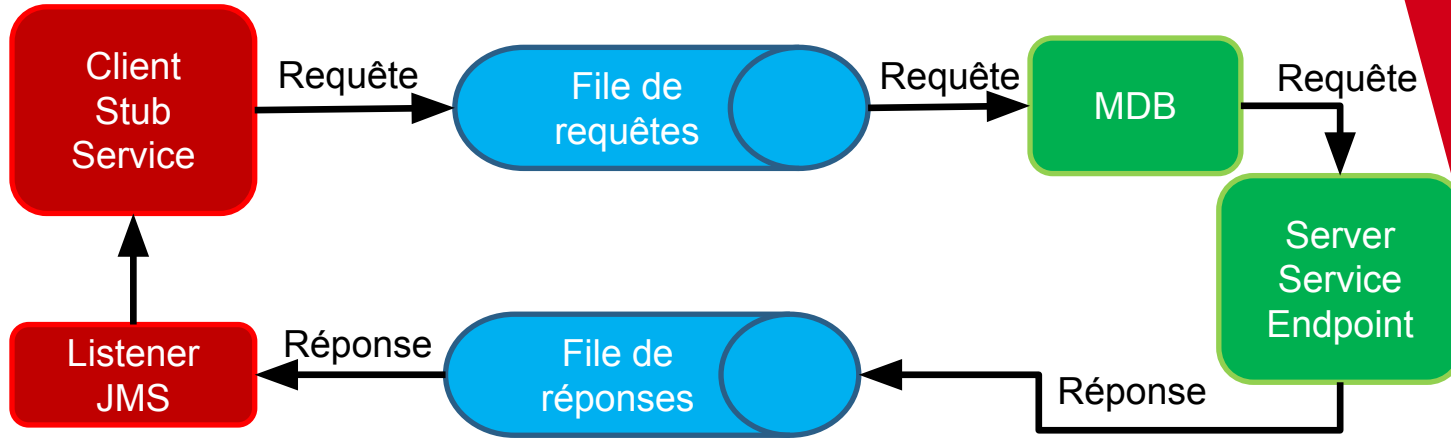 Client
Stub
Service
Requête
File de
requêtes
Requête
MDB
Requête
Server
Service
Endpoint
Listener
JMS
Réponse
File de
réponses
Réponse